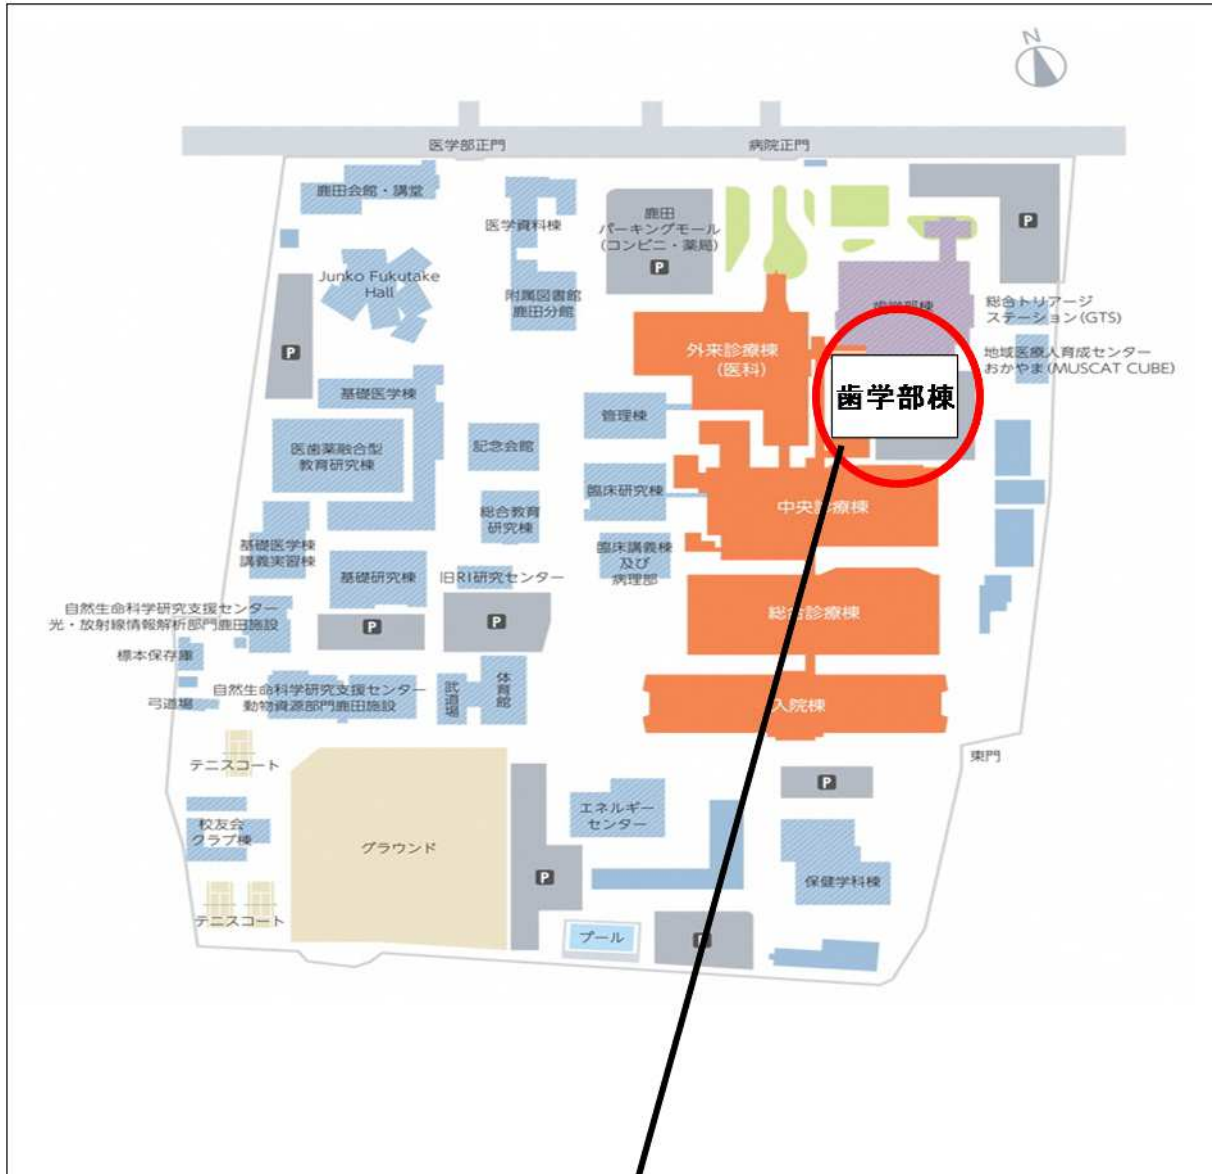 N
医学部正門
病院正門
鹿田会館・講堂
医学資料棟
鹿田
パーキングモール
(コンビニ・薬局)
P
P
Junko Fukutake
Hall
附属図書館
鹿田分館
歯学部棟
総合トリアージ
ステーション(GTS)
P
外来診療棟
(医科)
地域医療人育成センター
おかやま(MUSCAT CUBE)
歯学部棟
基礎医学棟
管理棟
医歯薬融合型
教育研究棟
記念会館
臨床研究棟
中央診療棟
総合教育
研究棟
基礎医学棟
講義実習棟
臨床講義棟
及び
病理部
基礎研究棟
旧RI研究センター
自然生命科学研究支援センター
光・放射線情報解析部門鹿田施設
P
P
総合診療棟
標本保存庫
弓道場
自然生命科学研究支援センター
動物資源部門鹿田施設
武道場
体育館
入院棟
テニスコート
東門
P
校友会
クラブ棟
グラウンド
エネルギー
センター
P
保健学科棟
テニスコート
プール
P